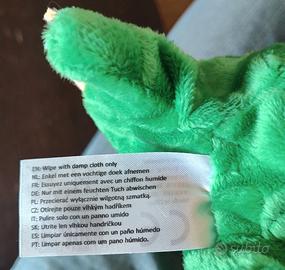 EN: Wipe with damp cloth only
NL: Enkel met een vochtige doek afnemen
FR: Essuyez uniquement avec un chiffon humide
DE: Nur mit einem feuchten Tuch abwischen
PL: Przecierać wyłącznie wilgotną szmatką.
CZ: Otírejte pouze vlhkým hadříkem
IT: Pulire solo con un panno umido
SK: Utrite len vlhkou handričkou
ES: Limpar únicamente con un paño húmedo
PT: Limpar apenas com um pano húmido.
subito